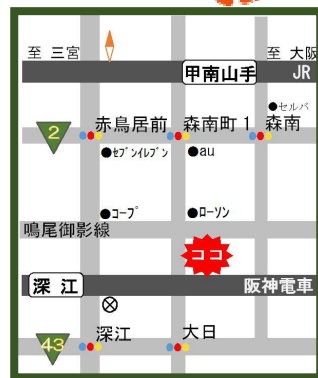 至 三宮
至 大阪
甲南山手
JR
●セルバ
2
赤鳥居前
森南町1
森南
●ｾﾌﾞﾝｲﾚﾌﾞﾝ
●au
●ｺｰﾌﾟ
●ﾛｰｿﾝ
鳴尾御影線
ココ
深江
阪神電車
43
深江
大日